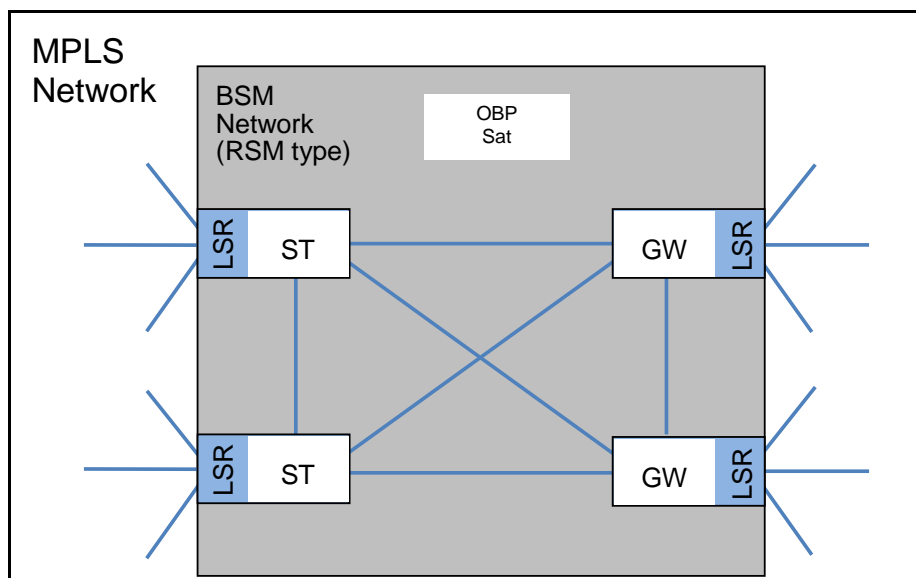 MPLS
Network
BSM
Network
(RSM type)
OBP
Sat
LSR
ST
GW
LSR
LSR
ST
GW
LSR